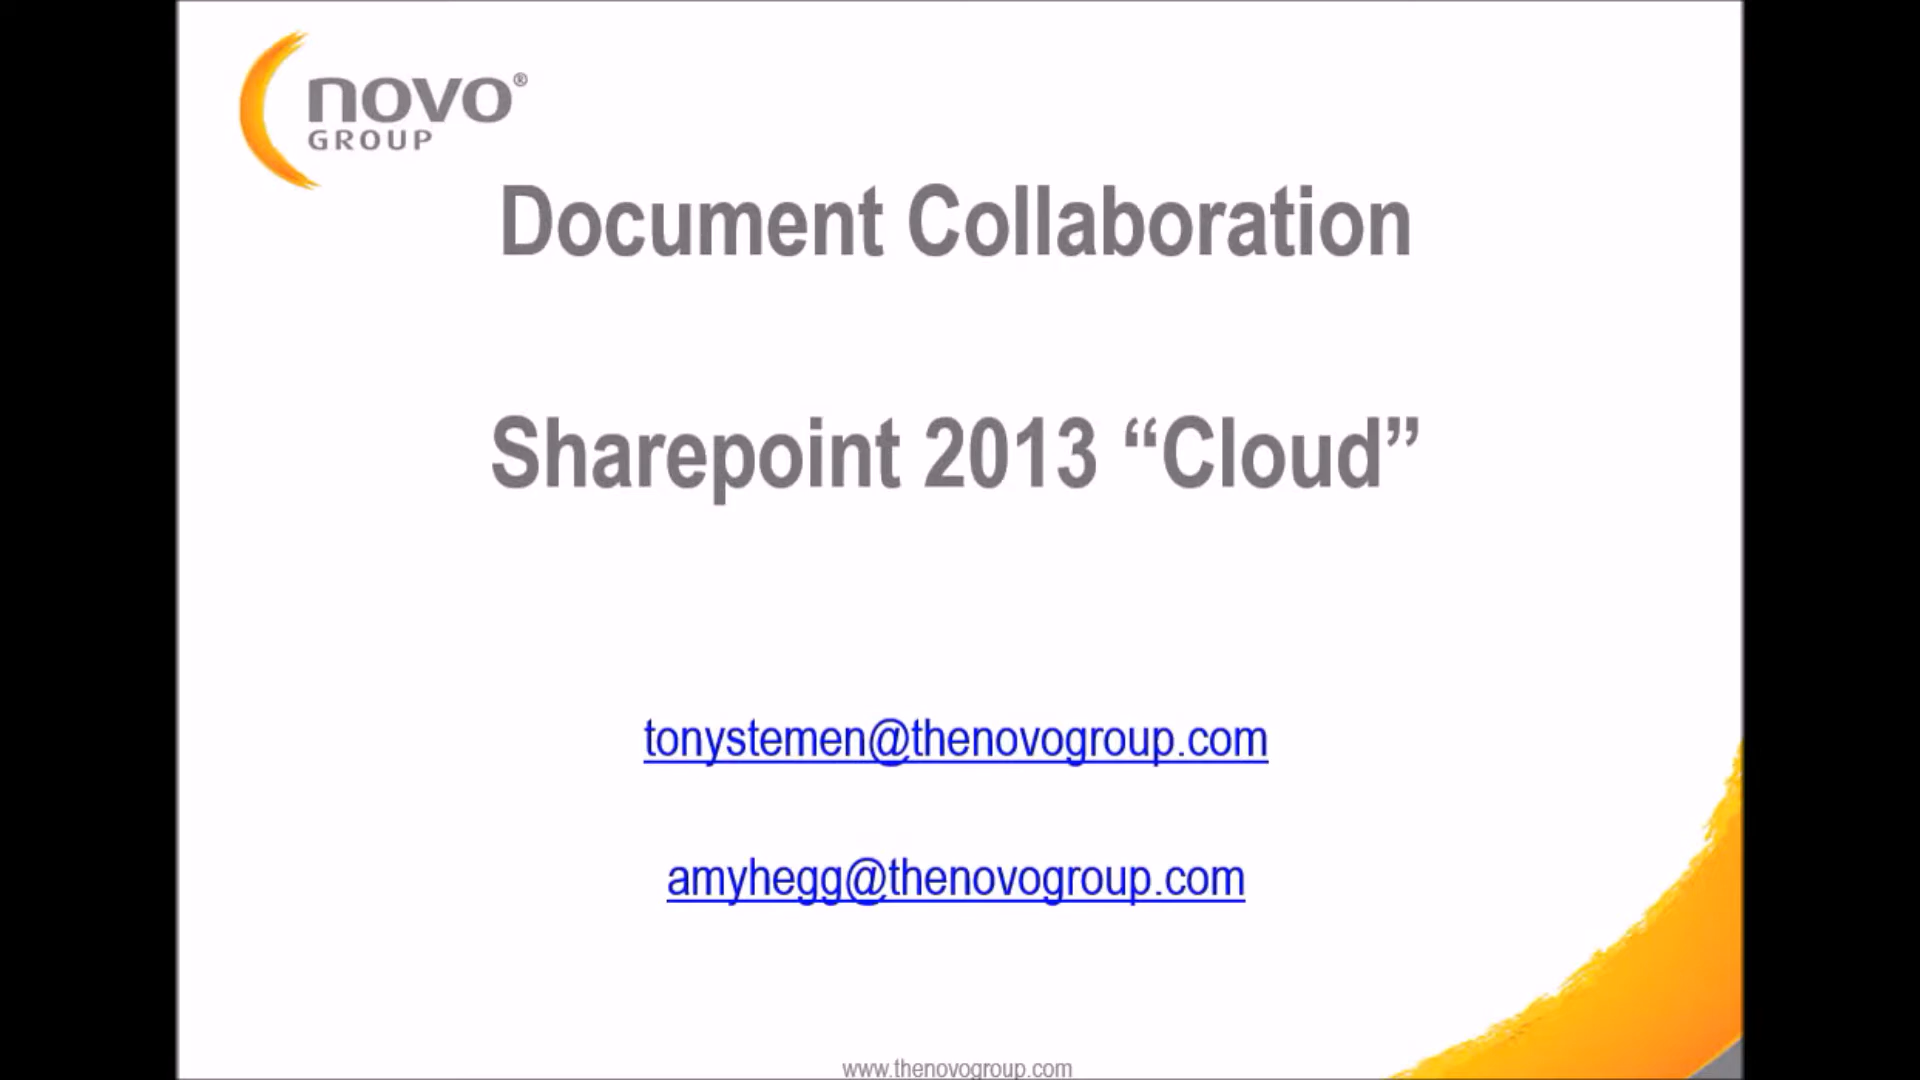 novo®
GROUP
Document Collaboration
Sharepoint 2013 “Cloud”
tonystemen@thenovogroup.com
amyhegg@thenovogroup.com
www.thenovogroup.com